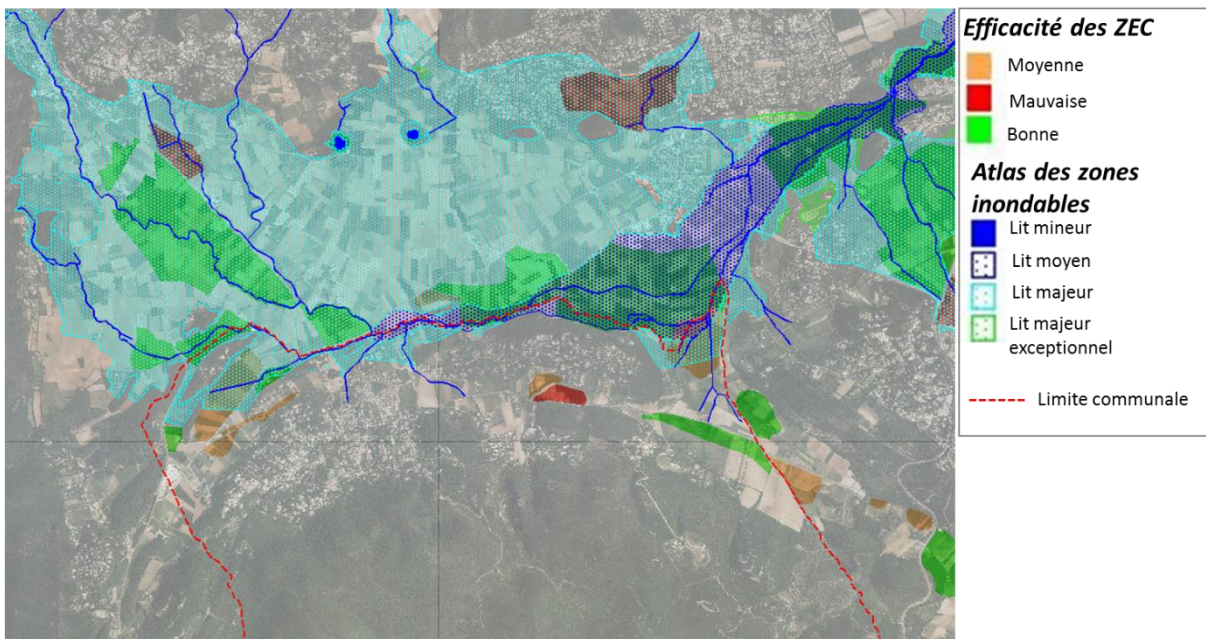 Efficacité des ZEC
Moyenne
Mauvaise
Bonne
Atlas des zones
inondables
Lit mineur
Lit moyen
Lit majeur
Lit majeur
exceptionnel
Limite communale